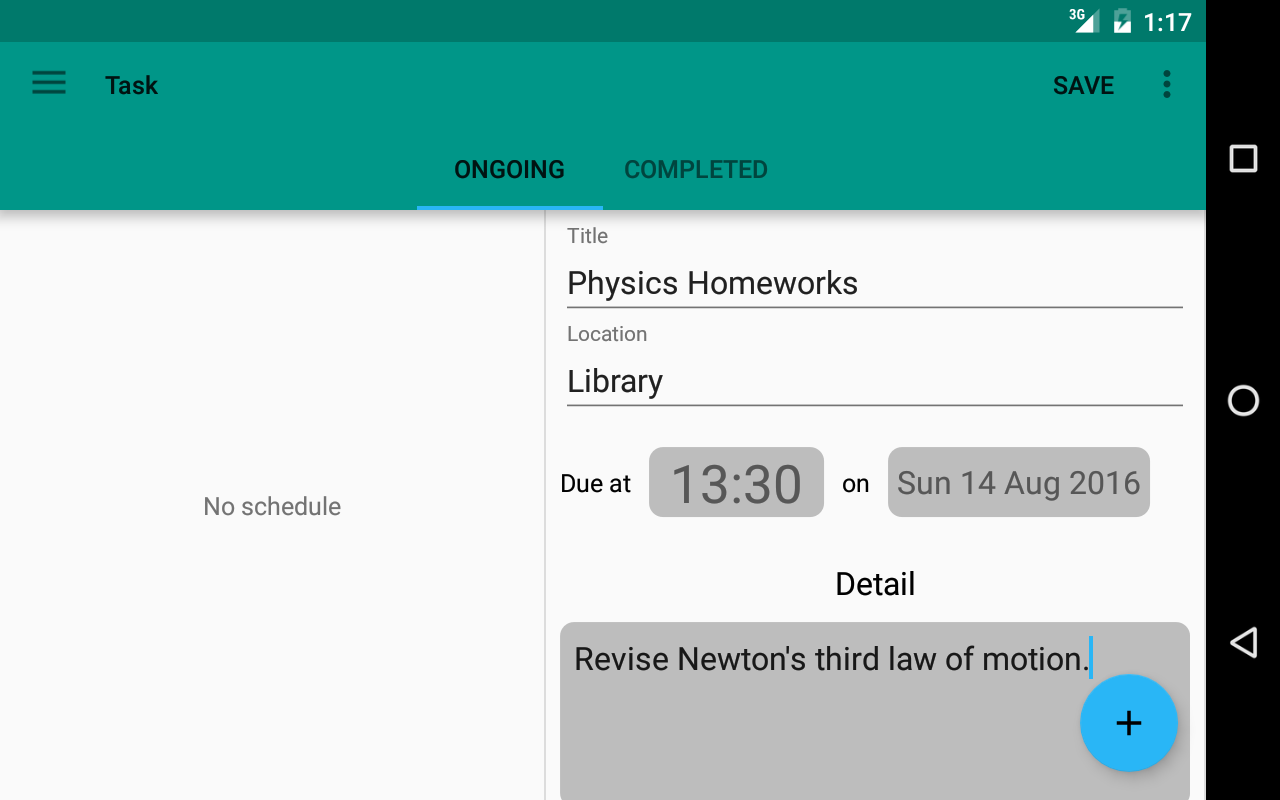 3G 1:17
Task SAVE
ONGOING COMPLETED
No schedule
Title
Physics Homeworks
Location
Library
Due at 13:30 on Sun 14 Aug 2016
Detail
Revise Newton's third law of motion.
+